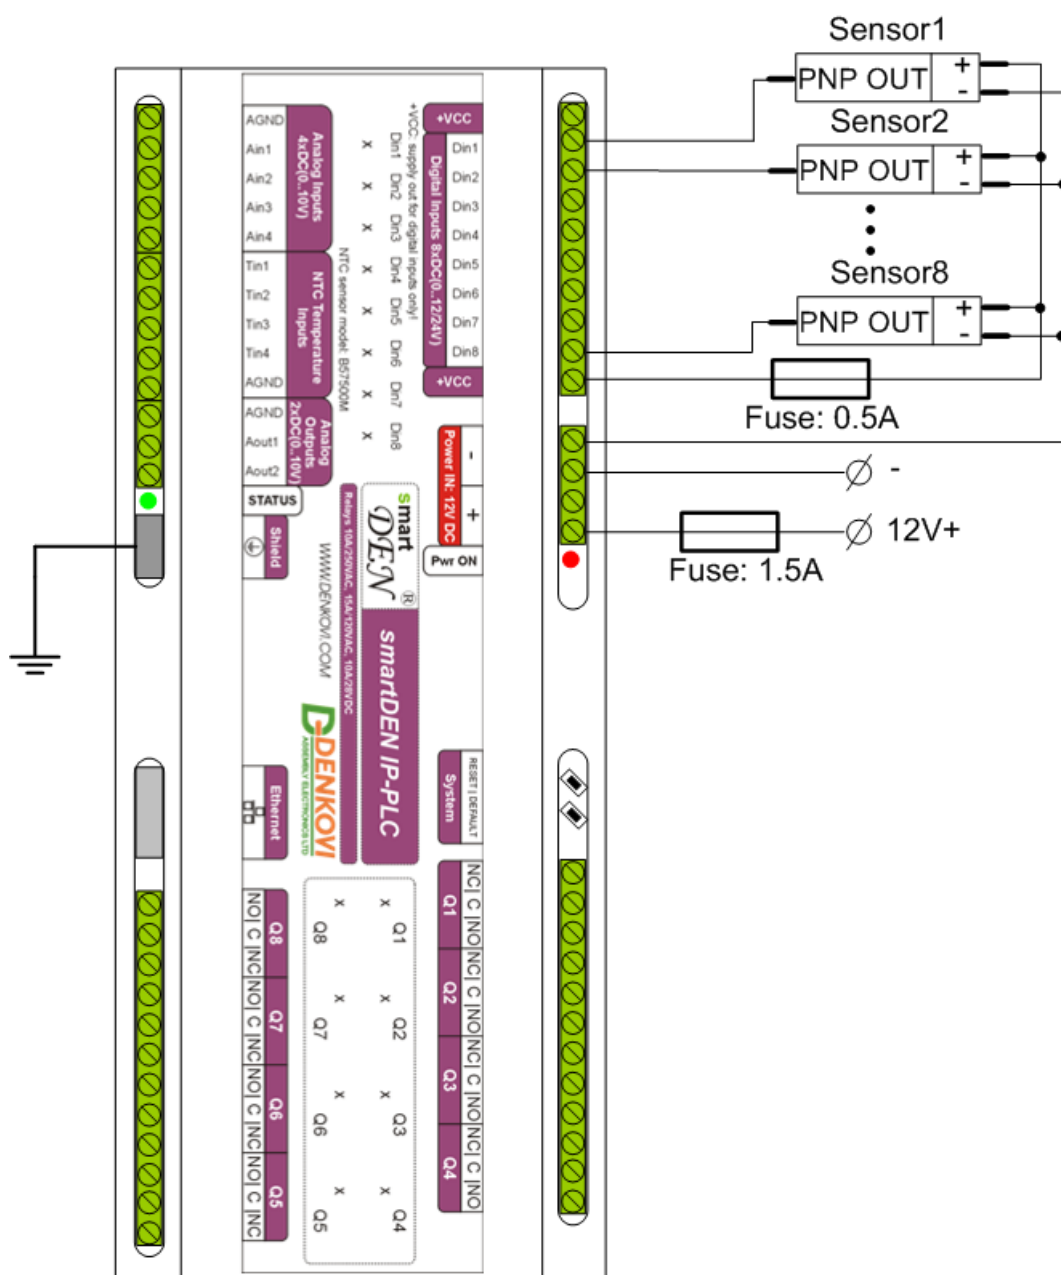 Sensor1
PNP OUT
+
-
Sensor2
PNP OUT
+
-
Sensor8
PNP OUT
+
-
Fuse: 0.5A
-
12V+
Fuse: 1.5A
AGND
Ain1
Ain2
Ain3
Ain4
Analog Inputs
4xDC(0..10V)
Tin1
Tin2
Tin3
Tin4
AGND
NTC Temperature
Inputs
AGND
Aout1
Aout2
Analog
Outputs
2xDC(0..10V)
STATUS
Shield
NTC sensor model: B57500M
x
x
x
x
x
x
x
x
Din1
Din2
Din3
Din4
Din5
Din6
Din7
Din8
+VCC: supply out for digital inputs only!
+VCC
Digital Inputs 8xDC(0..12/24V)
Din1
Din2
Din3
Din4
Din5
Din6
Din7
Din8
+VCC
Power IN: 12V DC
-
+
Pwr ON
smart
DEN ®
smartDEN IP-PLC
Relays 10A/250VAC, 15A/120VAC, 10A/28VDC
WWW.DENKOVI.COM
DENKOVI
ASSEMBLY ELECTRONICS LTD
Ethernet
System
RESET | DEFAULT
Q1
NC| C |NO
Q2
NC| C |NO
Q3
NC| C |NO
Q4
NC| C |NO
Q8
NO| C |NC
Q7
NO| C |NC
Q6
NO| C |NC
Q5
NO| C |NC
x
x
Q8
Q1
x
x
Q7
Q2
x
x
Q6
Q3
x
x
Q5
Q4